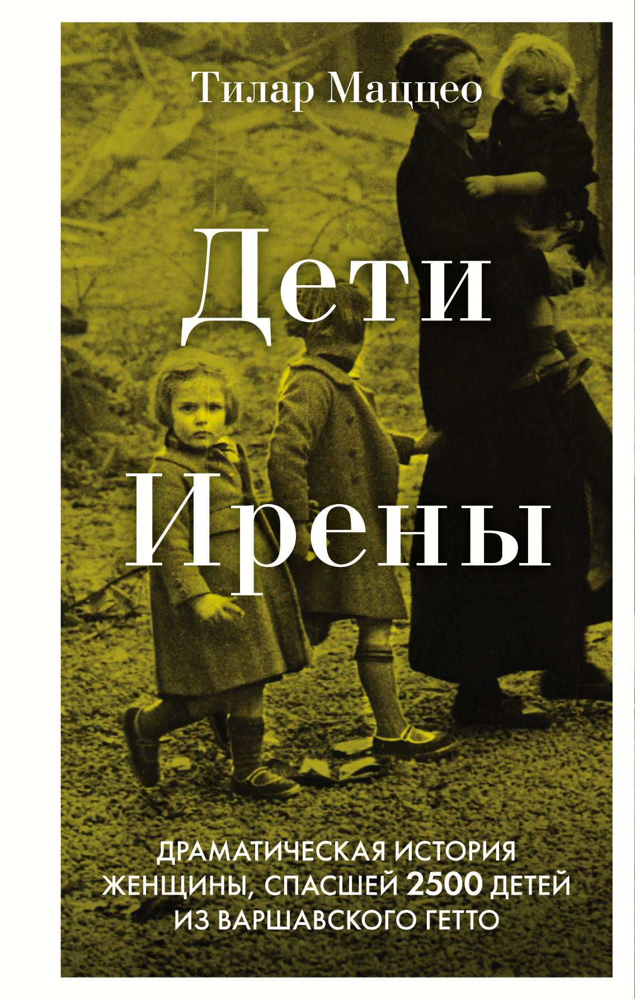 Тилар Маццео
Дети
Ирены
ДРАМАТИЧЕСКАЯ ИСТОРИЯ
ЖЕНЩИНЫ, СПАСШЕЙ 2500 ДЕТЕЙ
ИЗ ВАРШАВСКОГО ГЕТТО